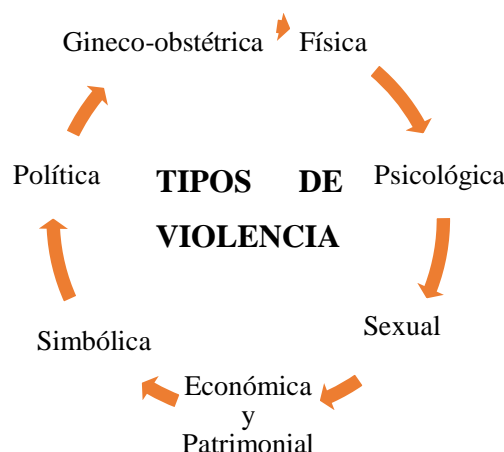 Gineco-obstétrica
Física
Política
TIPOS DE
VIOLENCIA
Psicológica
Sexual
Simbólica
Económica
y
Patrimonial